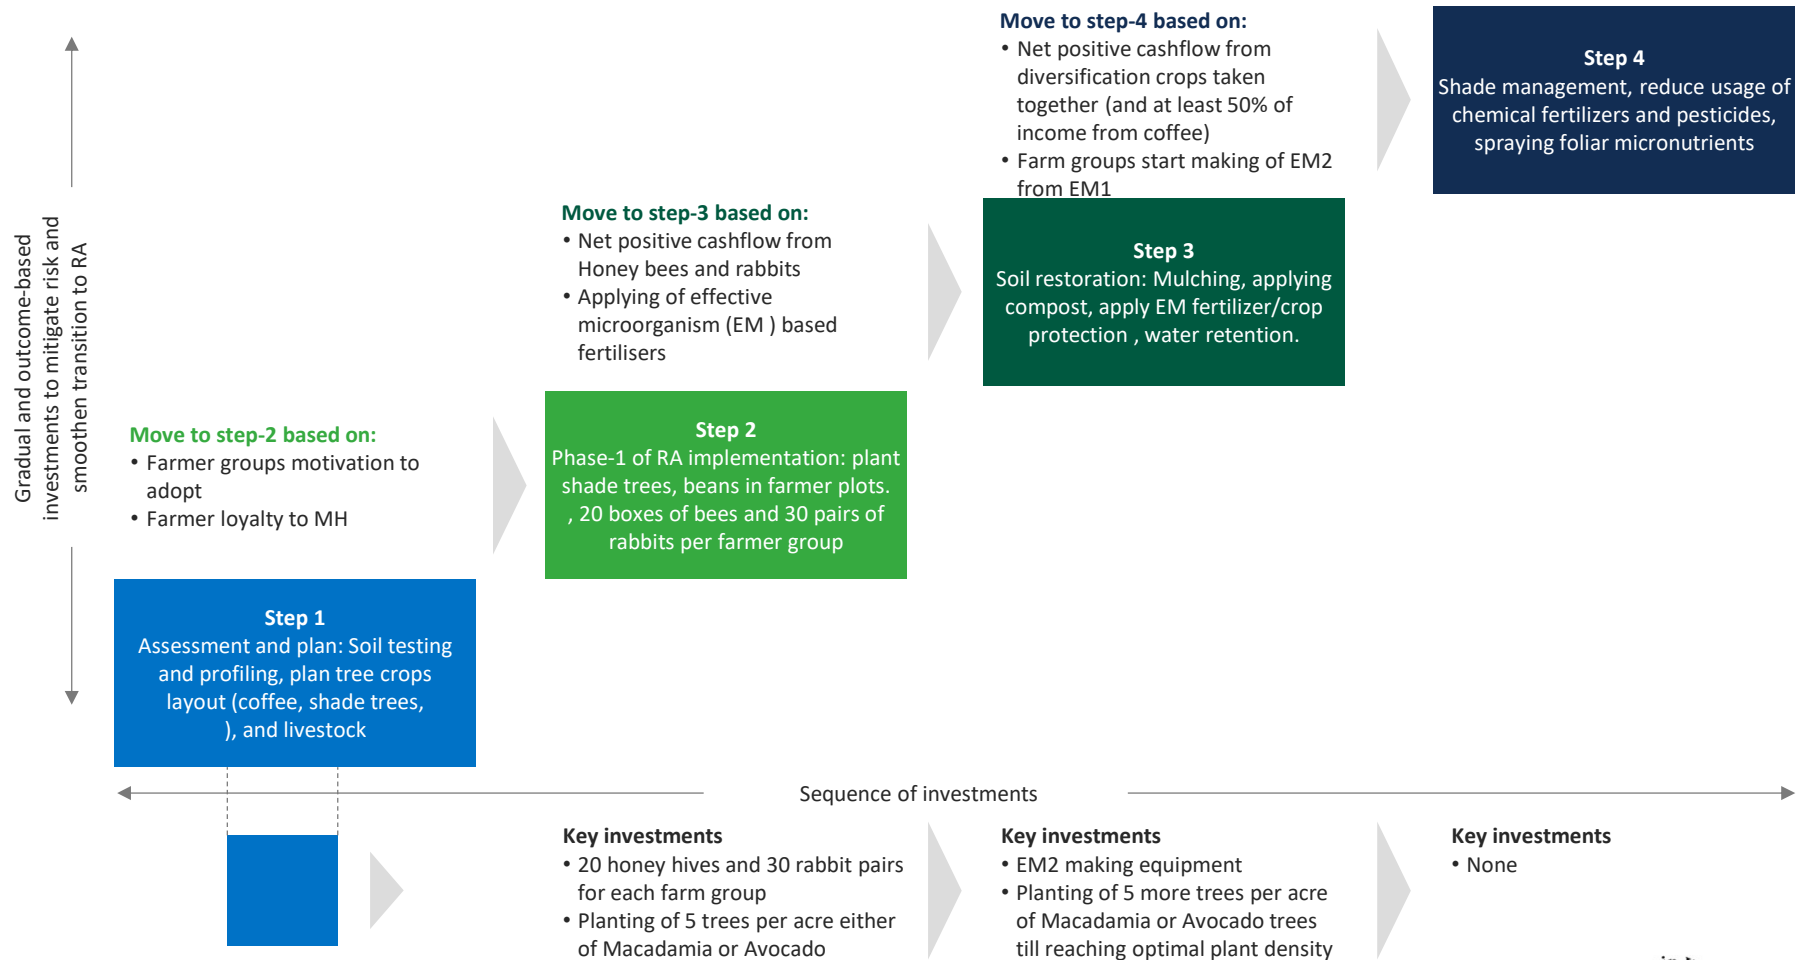 Gradual and outcome-based
investments to mitigate risk and
smoothen transition to RA
Move to step-2 based on:
• Farmer groups motivation to
adopt
• Farmer loyalty to MH
Step 1
Assessment and plan: Soil testing
and profiling, plan tree crops
layout (coffee, shade trees,
), and livestock
Move to step-3 based on:
• Net positive cashflow from
Honey bees and rabbits
• Applying of effective
microorganism (EM ) based
fertilisers
Step 2
Phase-1 of RA implementation: plant
shade trees, beans in farmer plots.
, 20 boxes of bees and 30 pairs of
rabbits per farmer group
Move to step-4 based on:
• Net positive cashflow from
diversification crops taken
together (and at least 50% of
income from coffee)
• Farm groups start making of EM2
from EM1
Step 3
Soil restoration: Mulching, applying
compost, apply EM fertilizer/crop
protection , water retention.
Step 4
Shade management, reduce usage of
chemical fertilizers and pesticides,
spraying foliar micronutrients
Sequence of investments
Key investments
• 20 honey hives and 30 rabbit pairs
for each farm group
• Planting of 5 trees per acre either
of Macadamia or Avocado
Key investments
• EM2 making equipment
• Planting of 5 more trees per acre
of Macadamia or Avocado trees
till reaching optimal plant density
Key investments
• None